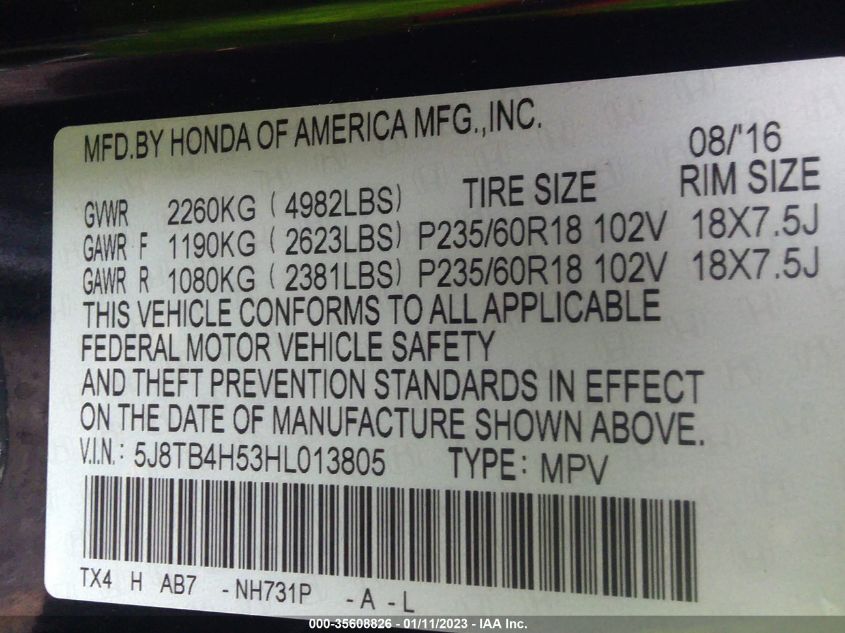 MFD.BY HONDA OF AMERICA MFG.,INC. 08/'16
GVWR 2260KG ( 4982LBS) TIRE SIZE RIM SIZE
GAWR F 1190KG ( 2623LBS) P235/60R18 102V 18X7.5J
GAWR R 1080KG ( 2381LBS) P235/60R18 102V 18X7.5J
THIS VEHICLE CONFORMS TO ALL APPLICABLE
FEDERAL MOTOR VEHICLE SAFETY
AND THEFT PREVENTION STANDARDS IN EFFECT
ON THE DATE OF MANUFACTURE SHOWN ABOVE.
V.I.N.: 5J8TB4H53HL013805 TYPE: MPV
TX4 H AB7 - NH731P - A - L
000-35608826 - 01/11/2023 - IAA Inc.